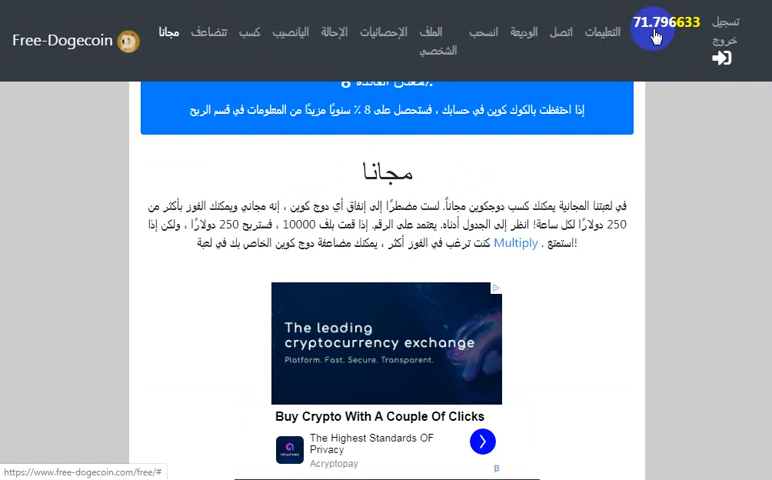 Free-Dogecoin
مجانا
تتضاعف
كسب
اليانصيب
الإحالة
الإحصائيات
الملف الشخصي
انسحب
الوديعة
اتصل
التعليمات
71.796633
تسجيل خروج
٪معدل الفائدة 8
إذا احتفظت بالكوك كوين في حسابك ، فستحصل على 8 ٪ سنويًا مزيدًا من المعلومات في قسم الربح
مجانا
في لعبتنا المجانية يمكنك كسب دوجكوين مجاناً. لست مضطرًا إلى إنفاق أي دوج كوين ، إنه مجاني ويمكنك الفوز بأكثر من
250 دولارًا لكل ساعة! انظر إلى الجدول أدناه. يعتمد على الرقم. إذا قمت بلف 10000 ، فستربح 250 دولارًا ، ولكن إذا
كنت ترغب في الفوز أكثر ، يمكنك مضاعفة دوج كوين الخاص بك في لعبة Multiply . استمتع!
The leading
cryptocurrency exchange
Platform. Fast. Secure. Transparent.
Buy Crypto With A Couple Of Clicks
The Highest Standards OF
Privacy
Acryptopay
https://www.free-dogecoin.com/free/#